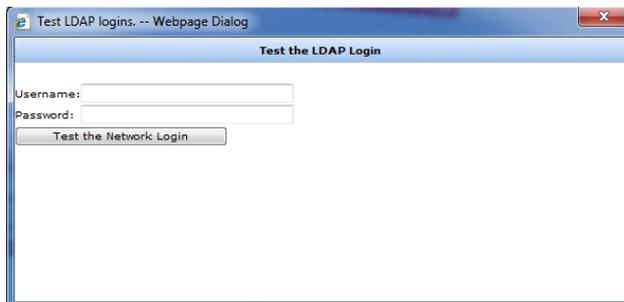 Test LDAP logins. -- Webpage Dialog
Test the LDAP Login
Username:
Password:
Test the Network Login